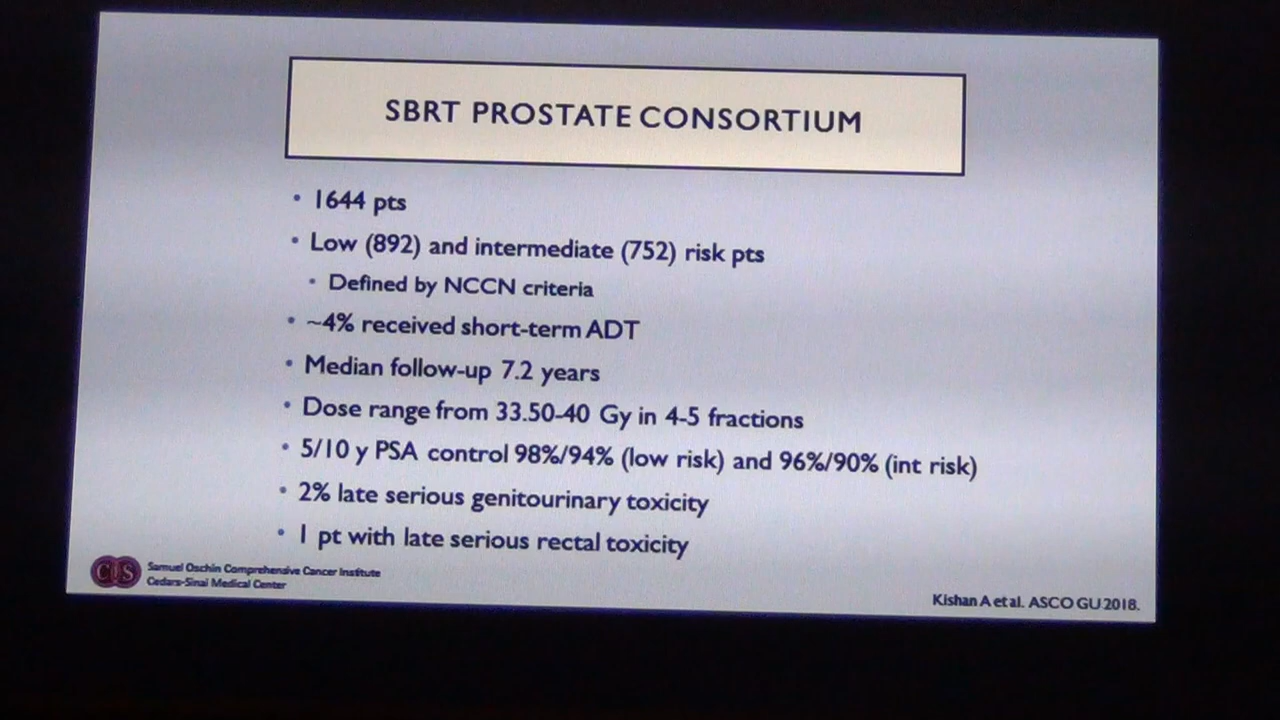 SBRT PROSTATE CONSORTIUM
• 1644 pts
• Low (892) and intermediate (752) risk pts
• Defined by NCCN criteria
• ~4% received short-term ADT
• Median follow-up 7.2 years
• Dose range from 33.50-40 Gy in 4-5 fractions
• 5/10 y PSA control 98%/94% (low risk) and 96%/90% (int risk)
• 2% late serious genitourinary toxicity
• 1 pt with late serious rectal toxicity
CS
Samuel Oschin Comprehensive Cancer Institute
Cedars-Sinai Medical Center
Kishan A et al. ASCO GU 2018.